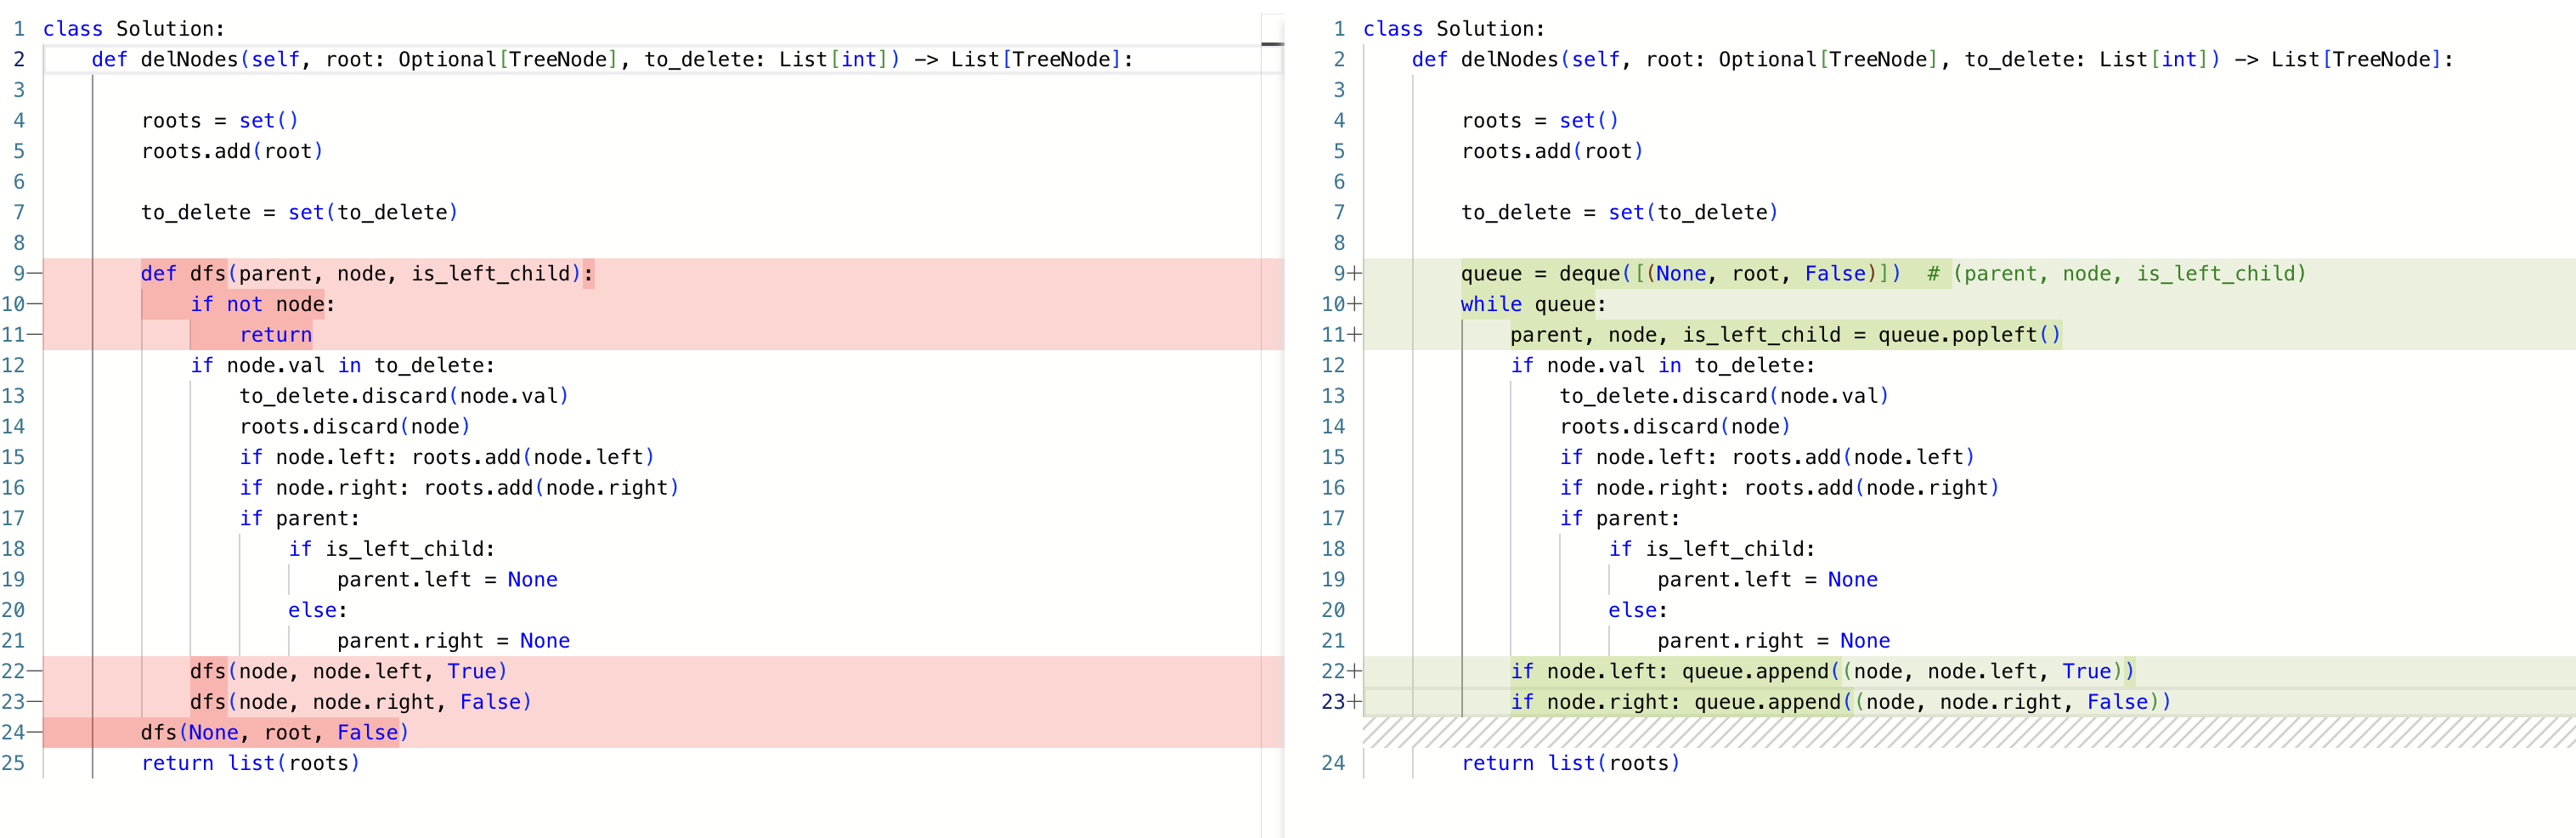 1 class Solution:
2     def delNodes(self, root: Optional[TreeNode], to_delete: List[int]) -> List[TreeNode]:
3
4         roots = set()
5         roots.add(root)
6
7         to_delete = set(to_delete)
8
9—         def dfs(parent, node, is_left_child):
10—             if not node:
11—                 return
12             if node.val in to_delete:
13                 to_delete.discard(node.val)
14                 roots.discard(node)
15                 if node.left: roots.add(node.left)
16                 if node.right: roots.add(node.right)
17                 if parent:
18                     if is_left_child:
19                         parent.left = None
20                     else:
21                         parent.right = None
22—             dfs(node, node.left, True)
23—             dfs(node, node.right, False)
24—         dfs(None, root, False)
25         return list(roots)
1 class Solution:
2     def delNodes(self, root: Optional[TreeNode], to_delete: List[int]) -> List[TreeNode]:
3
4         roots = set()
5         roots.add(root)
6
7         to_delete = set(to_delete)
8
9+         queue = deque([(None, root, False)])  # (parent, node, is_left_child)
10+         while queue:
11+             parent, node, is_left_child = queue.popleft()
12             if node.val in to_delete:
13                 to_delete.discard(node.val)
14                 roots.discard(node)
15                 if node.left: roots.add(node.left)
16                 if node.right: roots.add(node.right)
17                 if parent:
18                     if is_left_child:
19                         parent.left = None
20                     else:
21                         parent.right = None
22+             if node.left: queue.append((node, node.left, True))
23+             if node.right: queue.append((node, node.right, False))
24         return list(roots)